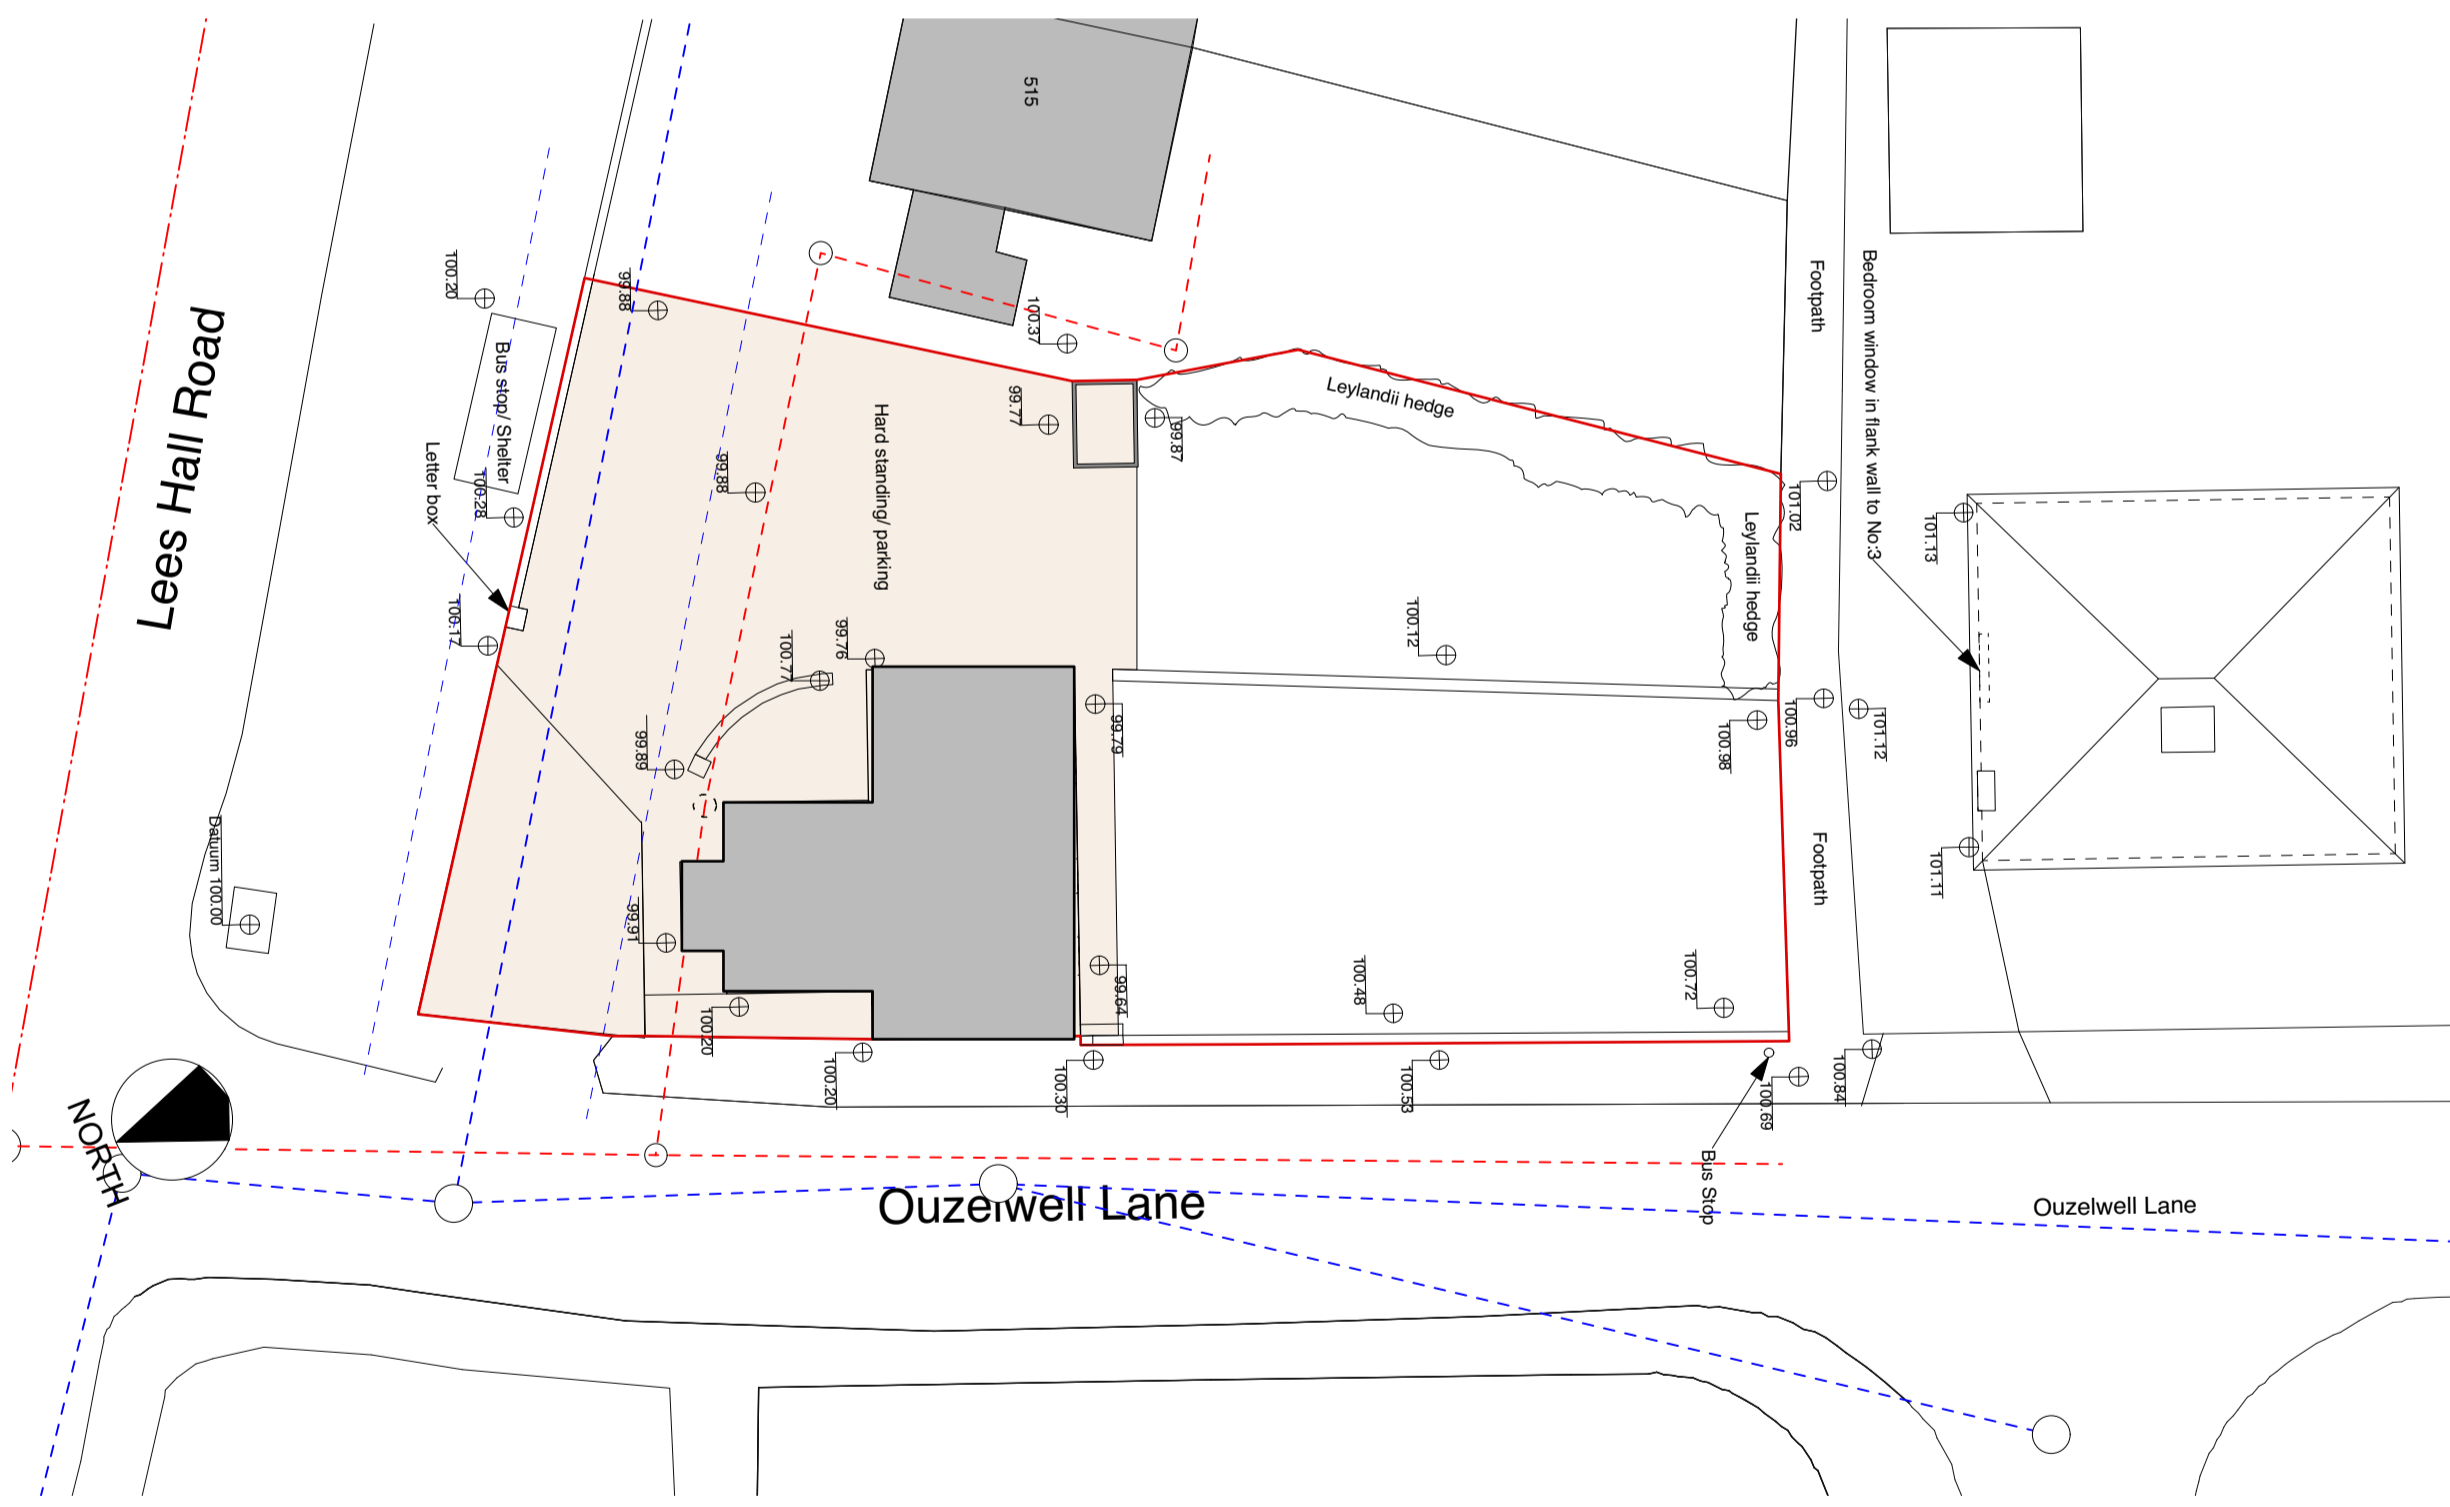 515
Lees Hall Road
Bus stop/ Shelter
Letter box
Hard standing/ parking
Leylandii hedge
Leylandii hedge
Footpath
Footpath
Bedroom window in flank wall to No:3
100.20
99.88
100.37
99.77
99.87
99.88
100.28
100.17
101.02
101.13
100.12
99.76
100.77
99.89
99.79
100.98
100.96
101.12
101.11
Datuum 100.00
99.91
99.64
100.48
100.72
100.20
100.20
100.30
100.53
100.69
100.84
NORTH
Bus Stop
Ouzelwell Lane
Ouzelwell Lane